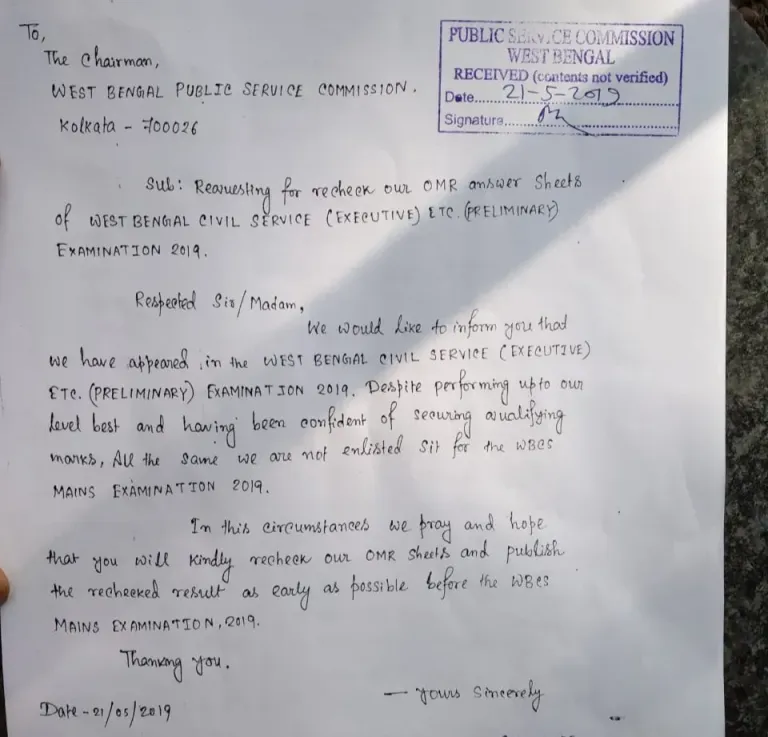 To,
The Chairman,
WEST BENGAL PUBLIC SERVICE COMMISSION.
Kolkata - 700026
PUBLIC SERVICE COMMISSION
WEST BENGAL
RECEIVED (contents not verified)
Date......21-5-2019
Signature......
Sub: Requesting for recheck our OMR answer Sheets
of WEST BENGAL CIVIL SERVICE (EXECUTIVE) ETC. (PRELIMINARY)
EXAMINATION 2019.
Respected Sir/Madam,
We would like to inform you that
we have appeared in the WEST BENGAL CIVIL SERVICE (EXECUTIVE)
ETC. (PRELIMINARY) EXAMINATION 2019. Despite performing upto our
level best and having been confident of securing qualifying
marks, All the same we are not enlisted Sit for the WBCS
MAINS EXAMINATION 2019.
In this circumstances we pray and hope
that you will kindly recheck our OMR Sheets and publish
the rechecked result as early as possible before the WBCS
MAINS EXAMINATION, 2019.
Thanking you.
— Yours Sincerely
Date - 21/05/2019